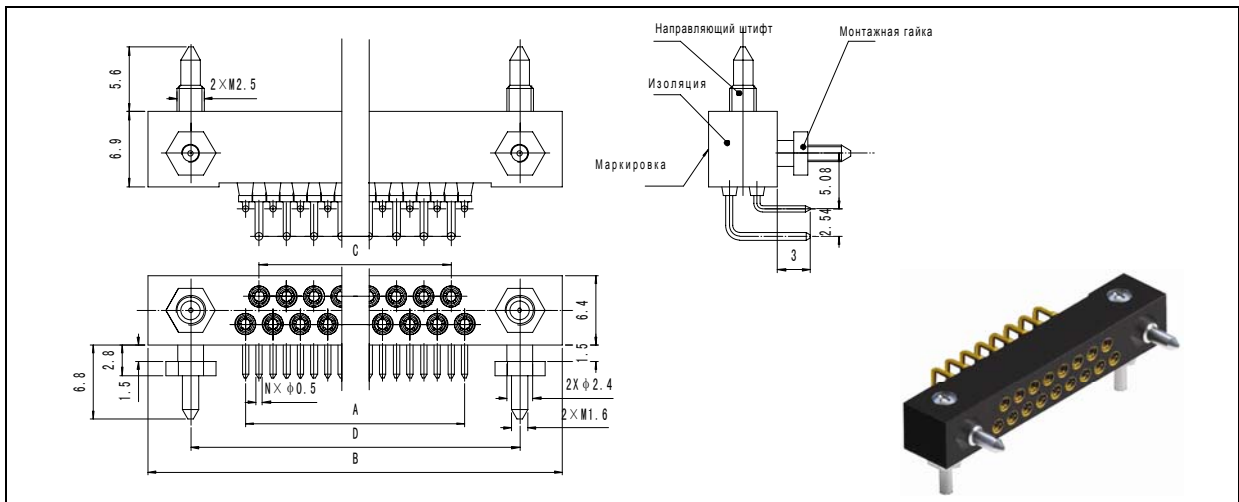 5.6
2×M2.5
6.9
C
Направляющий штифт
Монтажная гайка
Изоляция
Маркировка
5.08
2.54
3
6.4
2.8
1.5
6.8
1.5
N×ϕ0.5
2Xϕ2.4
A
2×M1.6
D
B